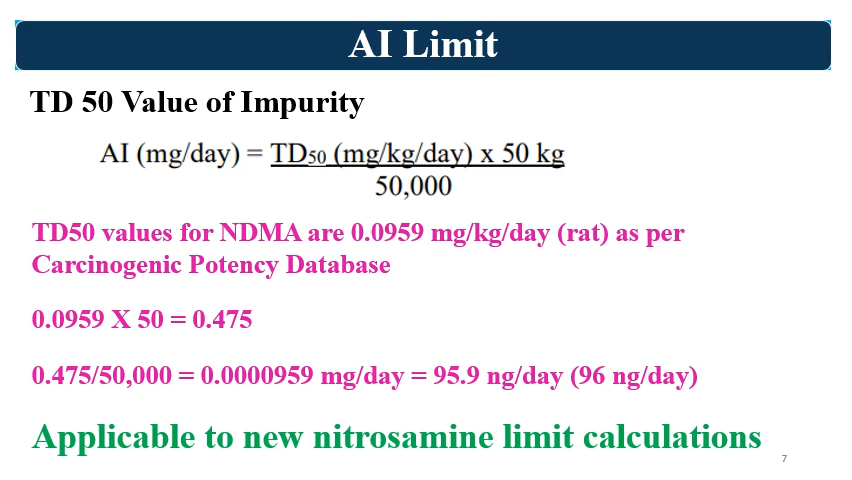 AI Limit
TD 50 Value of Impurity
AI (mg/day) = TD50 (mg/kg/day) x 50 kg
50,000
TD50 values for NDMA are 0.0959 mg/kg/day (rat) as per
Carcinogenic Potency Database
0.0959 X 50 = 0.475
0.475/50,000 = 0.0000959 mg/day = 95.9 ng/day (96 ng/day)
Applicable to new nitrosamine limit calculations
7